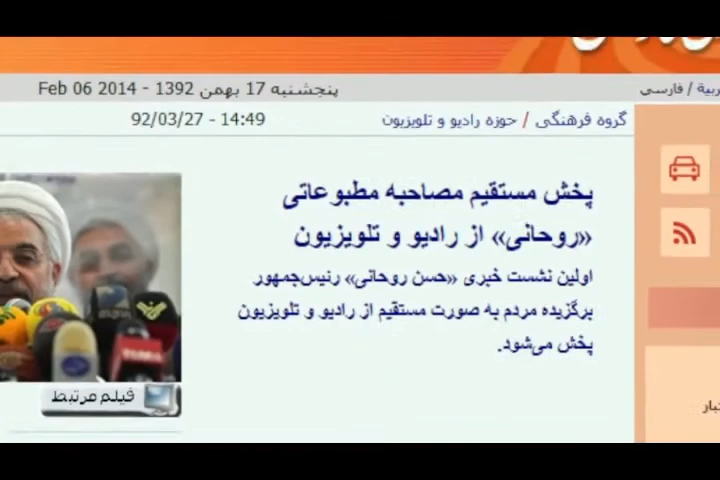 پنجشنبه 17 بهمن 1392 - Feb 06 2014
فارسی /
گروه فرهنگی / حوزه رادیو و تلویزیون
92/03/27 - 14:49
پخش مستقیم مصاحبه مطبوعاتی
«روحانی» از رادیو و تلویزیون
اولین نشست خبری «حسن روحانی» رئیس‌جمهور
برگزیده مردم به صورت مستقیم از رادیو و تلویزیون
پخش می‌شود.
فیلم مرتبط